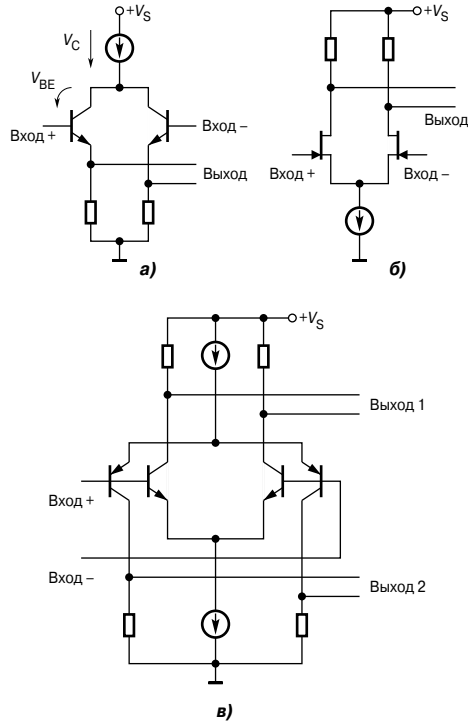 +VS
VC
VBE
Вход +
Вход –
Выход
а)
+VS
Выход
Вход +
Вход –
б)
+VS
Выход 1
Вход +
Вход –
Выход 2
в)